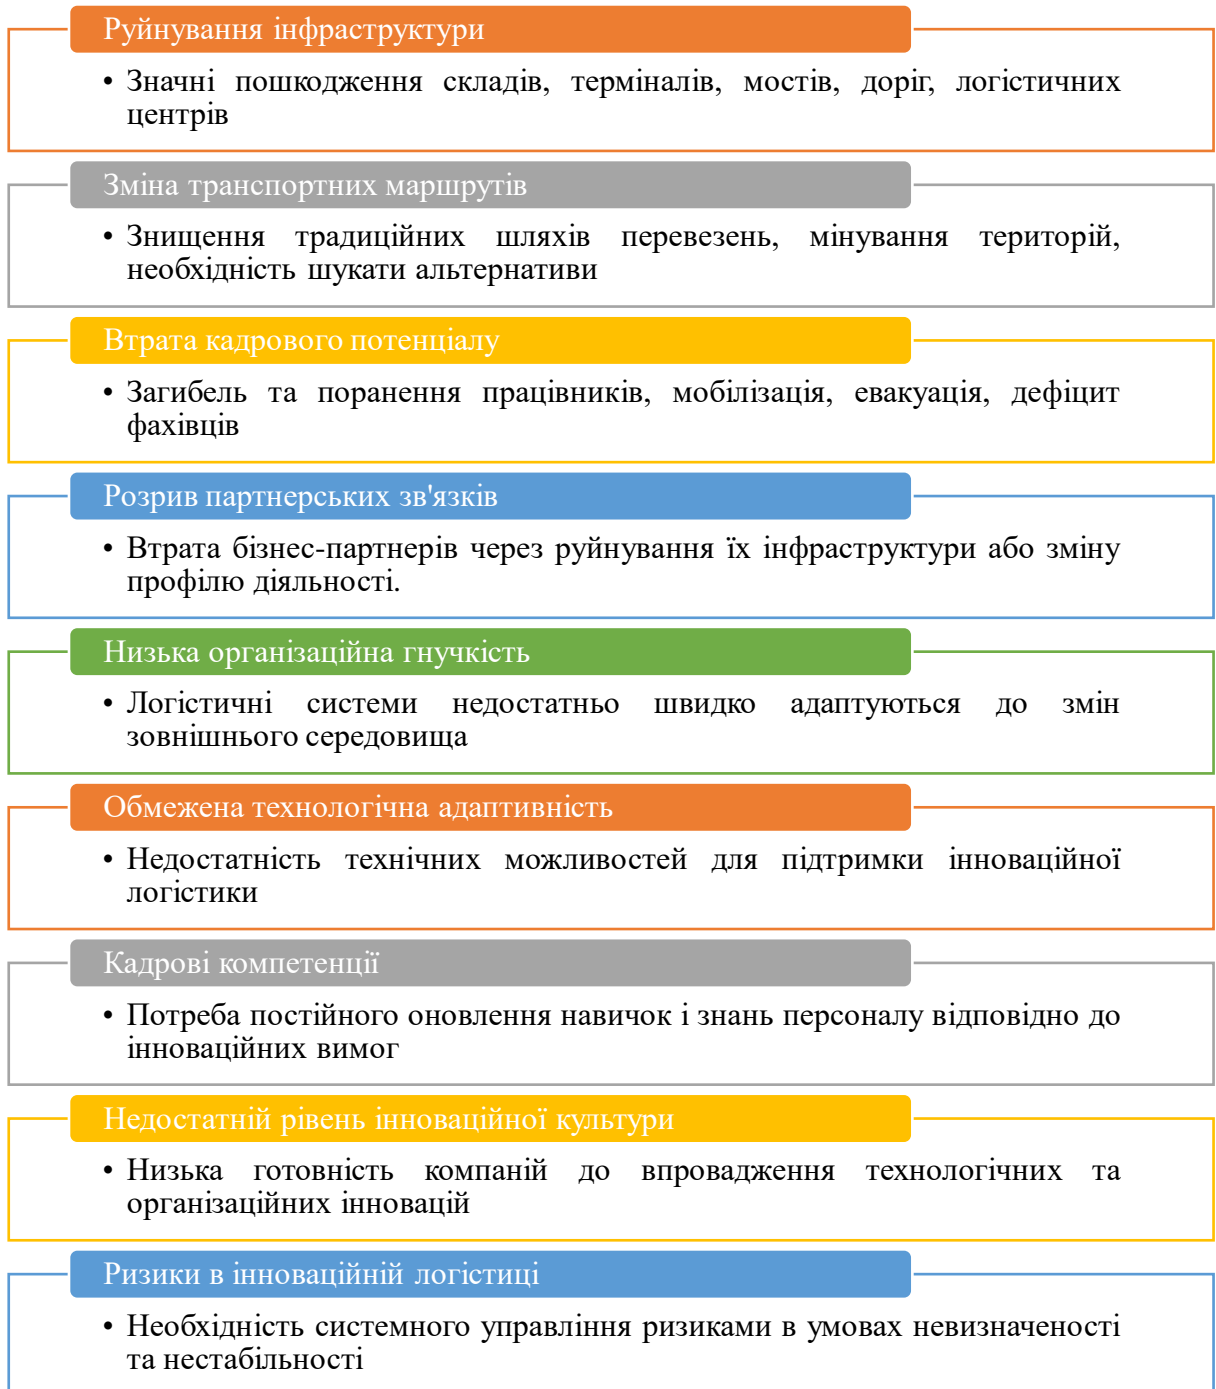 Руйнування інфраструктури
• Значні пошкодження складів, терміналів, мостів, доріг, логістичних
центрів
Зміна транспортних маршрутів
• Знищення традиційних шляхів перевезень, мінування територій,
необхідність шукати альтернативи
Втрата кадрового потенціалу
• Загибель та поранення працівників, мобілізація, евакуація, дефіцит
фахівців
Розрив партнерських зв'язків
• Втрата бізнес-партнерів через руйнування їх інфраструктури або зміну
профілю діяльності.
Низька організаційна гнучкість
• Логістичні системи недостатньо швидко адаптуються до змін
зовнішнього середовища
Обмежена технологічна адаптивність
• Недостатність технічних можливостей для підтримки інноваційної
логістики
Кадрові компетенції
• Потреба постійного оновлення навичок і знань персоналу відповідно до
інноваційних вимог
Недостатній рівень інноваційної культури
• Низька готовність компаній до впровадження технологічних та
організаційних інновацій
Ризики в інноваційній логістиці
• Необхідність системного управління ризиками в умовах невизначеності
та нестабільності